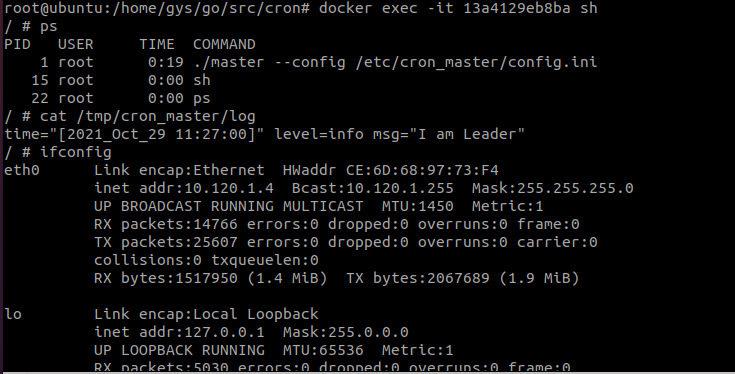 root@ubuntu:/home/gys/go/src/cron# docker exec -it 13a4129eb8ba sh
/ # ps
PID   USER     TIME  COMMAND
    1 root      0:19 ./master --config /etc/cron_master/config.ini
   15 root      0:00 sh
   22 root      0:00 ps
/ # cat /tmp/cron_master/log
time="[2021_Oct_29 11:27:00]" level=info msg="I am Leader"
/ # ifconfig
eth0      Link encap:Ethernet  HWaddr CE:6D:68:97:73:F4
          inet addr:10.120.1.4  Bcast:10.120.1.255  Mask:255.255.255.0
          UP BROADCAST RUNNING MULTICAST  MTU:1450  Metric:1
          RX packets:14766 errors:0 dropped:0 overruns:0 frame:0
          TX packets:25607 errors:0 dropped:0 overruns:0 carrier:0
          collisions:0 txqueuelen:0
          RX bytes:1517950 (1.4 MiB)  TX bytes:2067689 (1.9 MiB)

lo        Link encap:Local Loopback
          inet addr:127.0.0.1  Mask:255.0.0.0
          UP LOOPBACK RUNNING  MTU:65536  Metric:1
          RX packets:5030 errors:0 dropped:0 overruns:0 frame:0